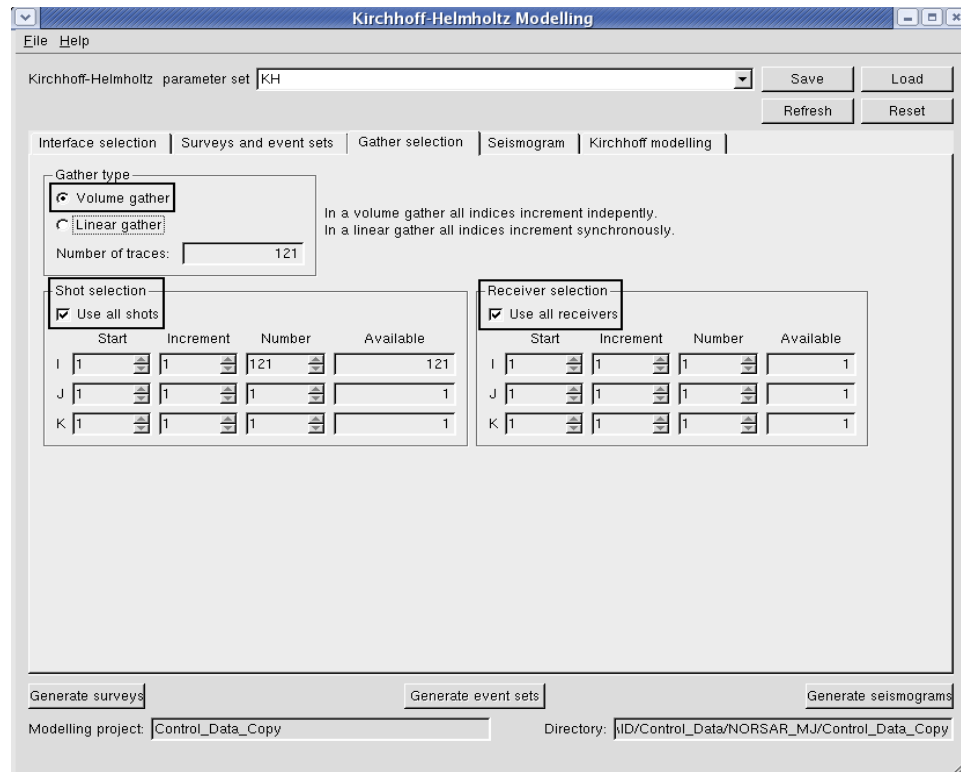 Kirchhoff-Helmholtz Modelling
File Help
Kirchhoff-Helmholtz parameter set KH Save Load
Refresh Reset
Interface selection Surveys and event sets Gather selection Seismogram Kirchhoff modelling
Gather type
Volume gather
In a volume gather all indices increment indepently.
Linear gather
In a linear gather all indices increment synchronously.
Number of traces: 121
Shot selection Receiver selection
Use all shots Use all receivers
Start Increment Number Available Start Increment Number Available
I 1 1 121 121 I 1 1 1 1
J 1 1 1 1 J 1 1 1 1
K 1 1 1 1 K 1 1 1 1
Generate surveys Generate event sets Generate seismograms
Modelling project: Control_Data_Copy Directory: \ID/Control_Data/NORSAR_MJ/Control_Data_Copy